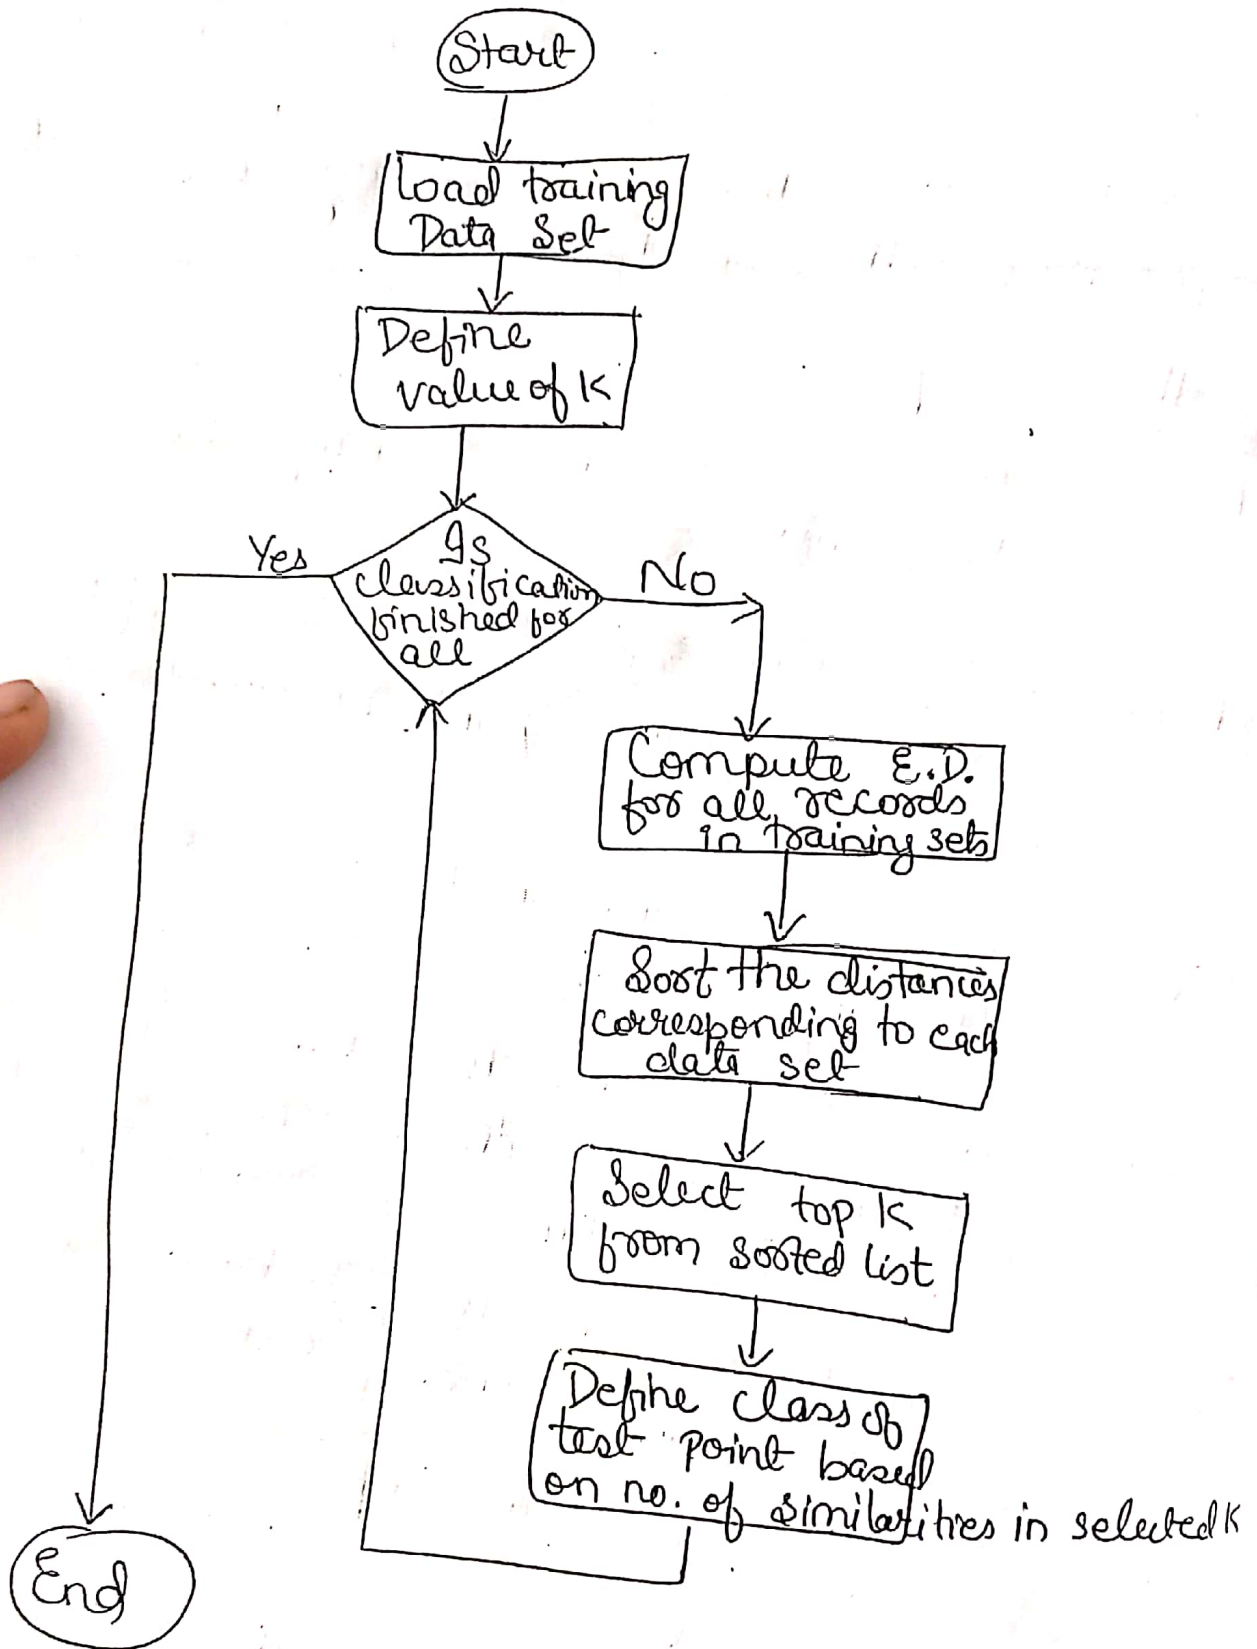 Start
Load training
Data Set
Define
value of K
Is
classification
finished for
all
Yes
No
Compute E.D.
for all records
in training sets
Sort the distances
corresponding to each
data set
Select top K
from sorted list
Define class of
test point based
on no. of similarities in selected K
End